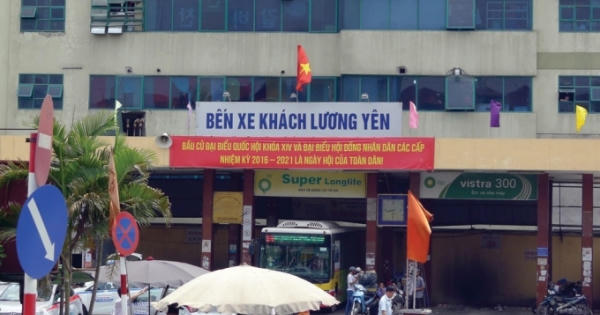 BẾN XE KHÁCH LƯƠNG YÊN
BẦU CỬ ĐẠI BIỂU QUỐC HỘI KHÓA XIV VÀ ĐẠI BIỂU HỘI ĐỒNG NHÂN DÂN CÁC CẤP
NHIỆM KỲ 2016 – 2021 LÀ NGÀY HỘI CỦA TOÀN DÂN!
Super Longlife
bp
vistra 300